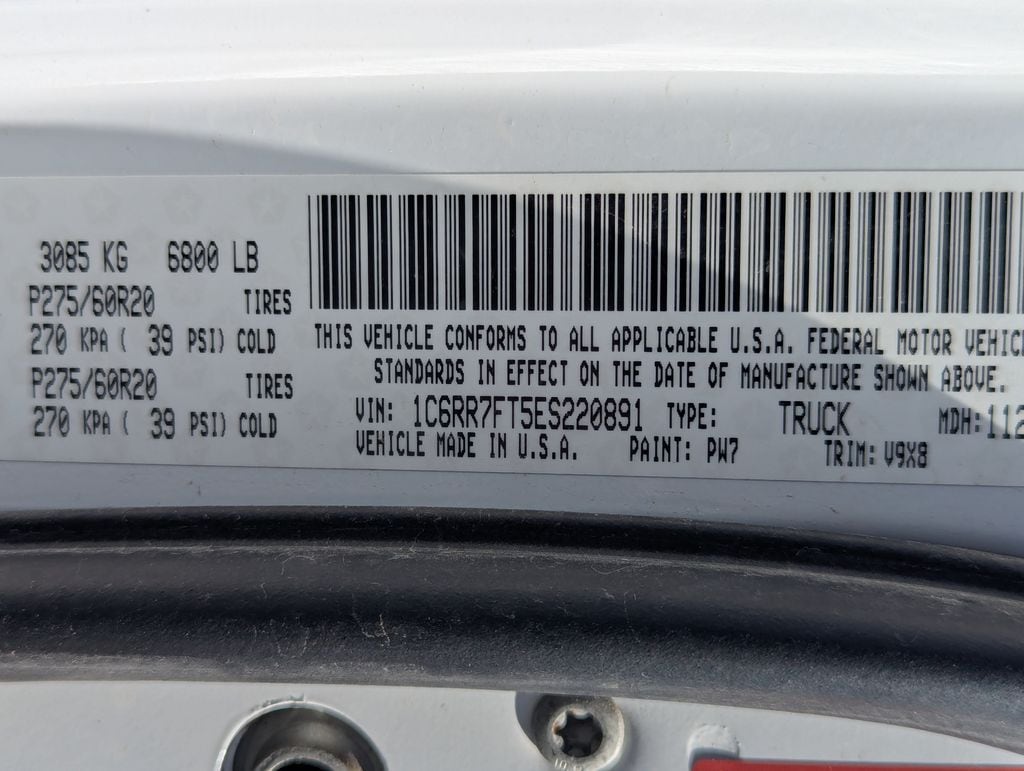 3085 KG 6800 LB
P275/60R20 TIRES
270 KPA ( 39 PSI) COLD
P275/60R20 TIRES
270 KPA ( 39 PSI) COLD
THIS VEHICLE CONFORMS TO ALL APPLICABLE U.S.A. FEDERAL MOTOR VEHIC
STANDARDS IN EFFECT ON THE DATE OF MANUFACTURE SHOWN ABOVE.
VIN: 1C6RR7FT5ES220891 TYPE: TRUCK MDH: 112
VEHICLE MADE IN U.S.A. PAINT: PW7 TRIM: V9X8